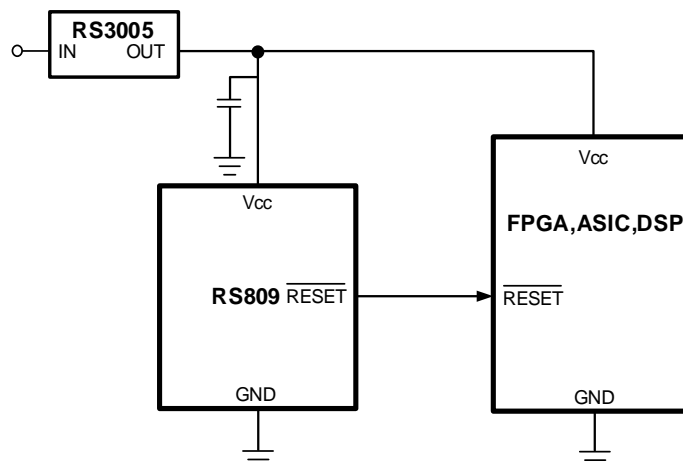 RS3005
IN OUT
Vcc
Vcc
FPGA,ASIC,DSP
RS809 RESET
RESET
GND
GND